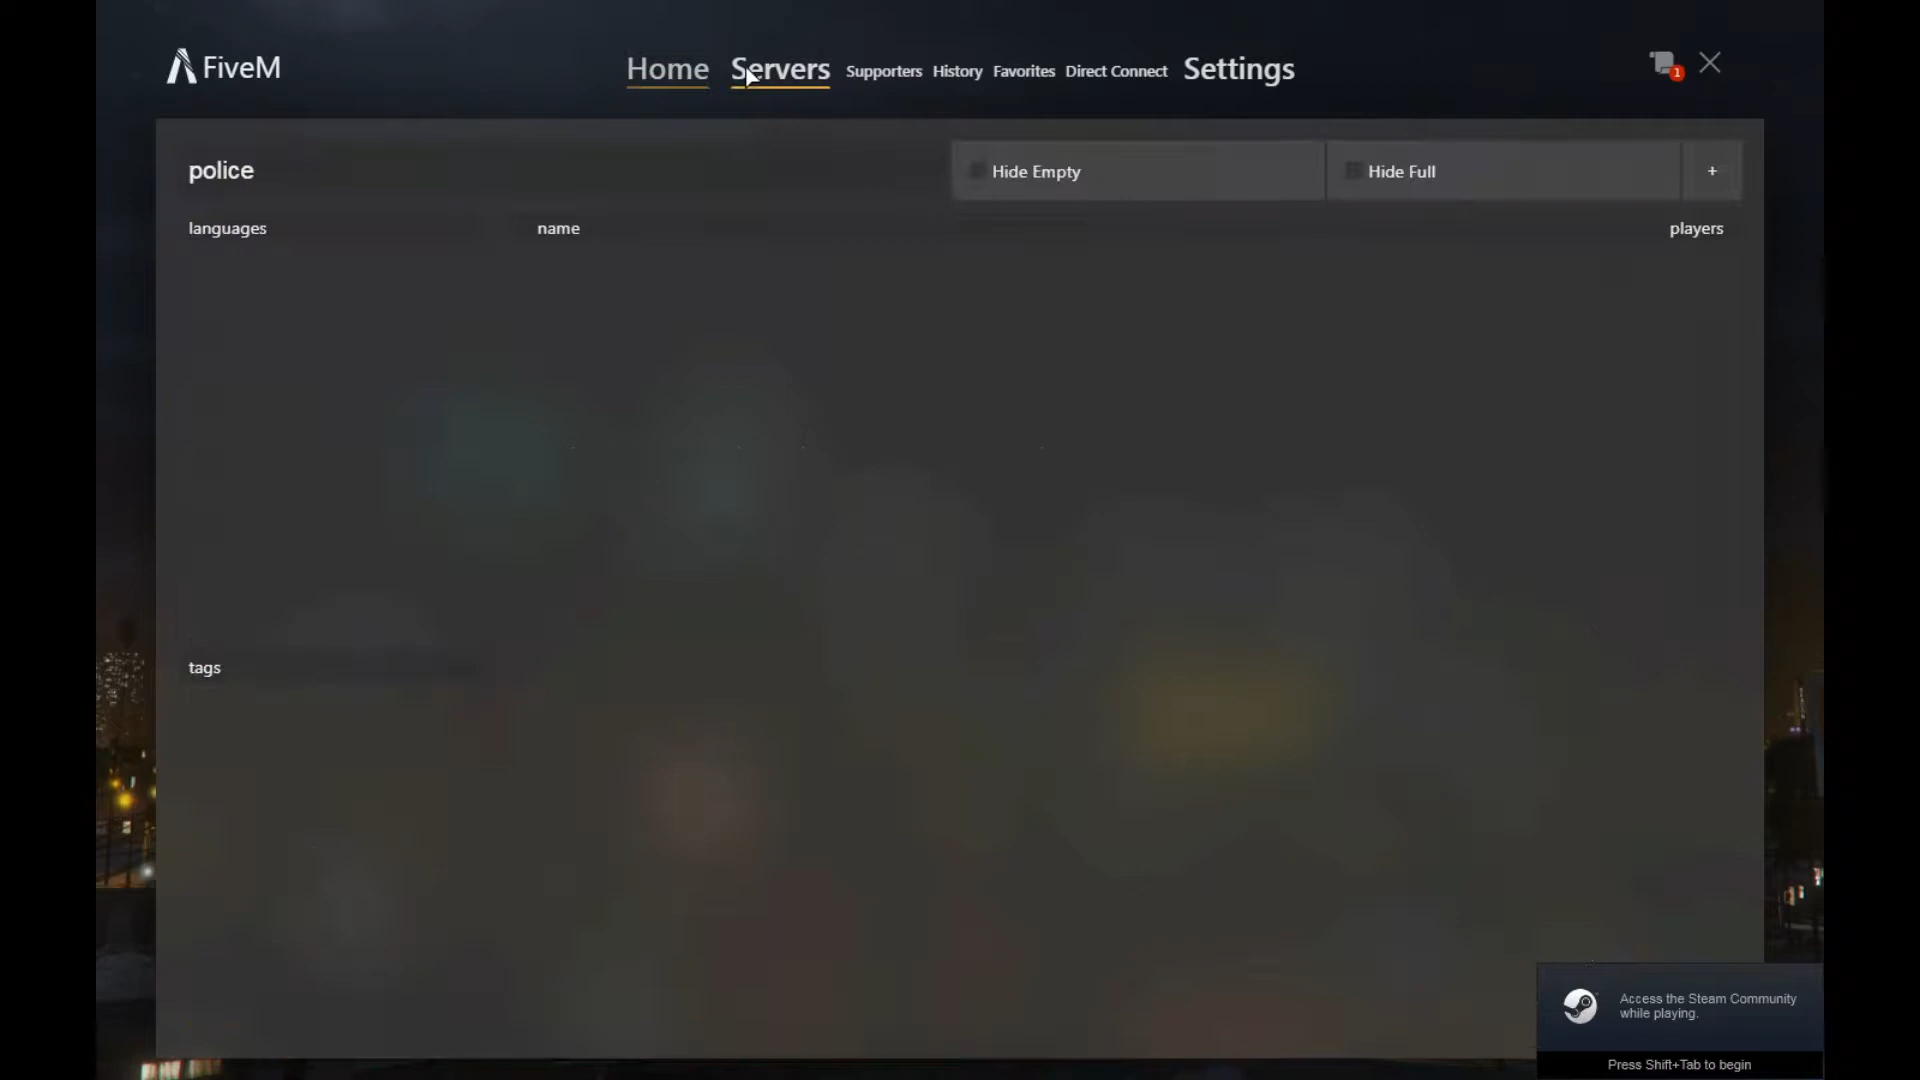 FiveM
Home Servers Supporters History Favorites Direct Connect Settings
1
police
Hide Empty
Hide Full
+
languages name players
tags
Access the Steam Community
while playing.
Press Shift+Tab to begin